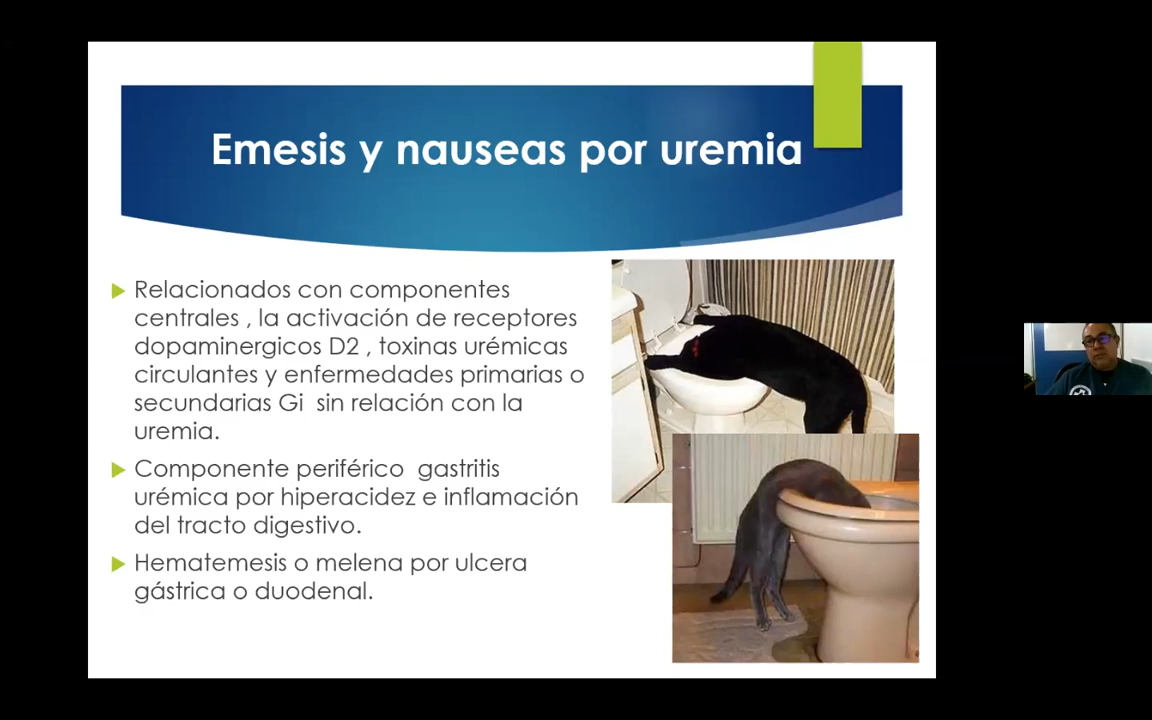 Emesis y nauseas por uremia
Relacionados con componentes
centrales , la activación de receptores
dopaminergicos D2 , toxinas urémicas
circulantes y enfermedades primarias o
secundarias Gi sin relación con la
uremia.
Componente periférico gastritis
urémica por hiperacidez e inflamación
del tracto digestivo.
Hematemesis o melena por ulcera
gástrica o duodenal.